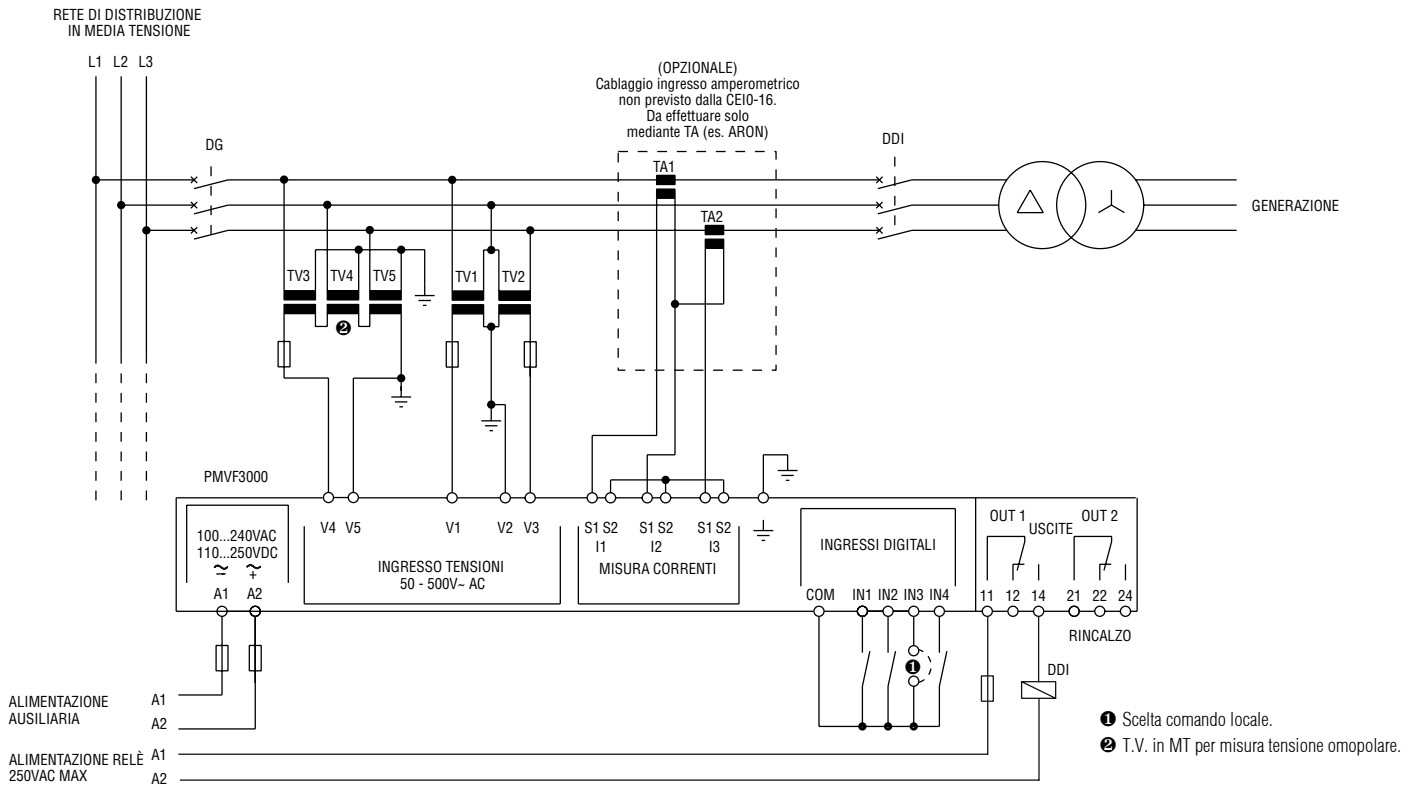 RETE DI DISTRIBUZIONE
IN MEDIA TENSIONE
L1 L2 L3
(OPZIONALE)
Cablaggio ingresso amperometrico
non previsto dalla CEI0-16.
Da effettuare solo
mediante TA (es. ARON)
DG
DDI
TA1
TA2
GENERAZIONE
TV3 TV4 TV5 TV1 TV2
❷
PMVF3000
V4 V5 V1 V2 V3 S1 S2 S1 S2 S1 S2
I1 I2 I3
100...240VAC
110...250VDC
~ ~
– +
A1 A2
INGRESSO TENSIONI
50 - 500V~ AC
MISURA CORRENTI
INGRESSI DIGITALI
COM IN1 IN2 IN3 IN4
OUT 1 OUT 2
USCITE
11 12 14 21 22 24
RINCALZO
❶
DDI
ALIMENTAZIONE
AUSILIARIA
A1
A2
ALIMENTAZIONE RELÈ
250VAC MAX
A1
A2
❶ Scelta comando locale.
❷ T.V. in MT per misura tensione omopolare.